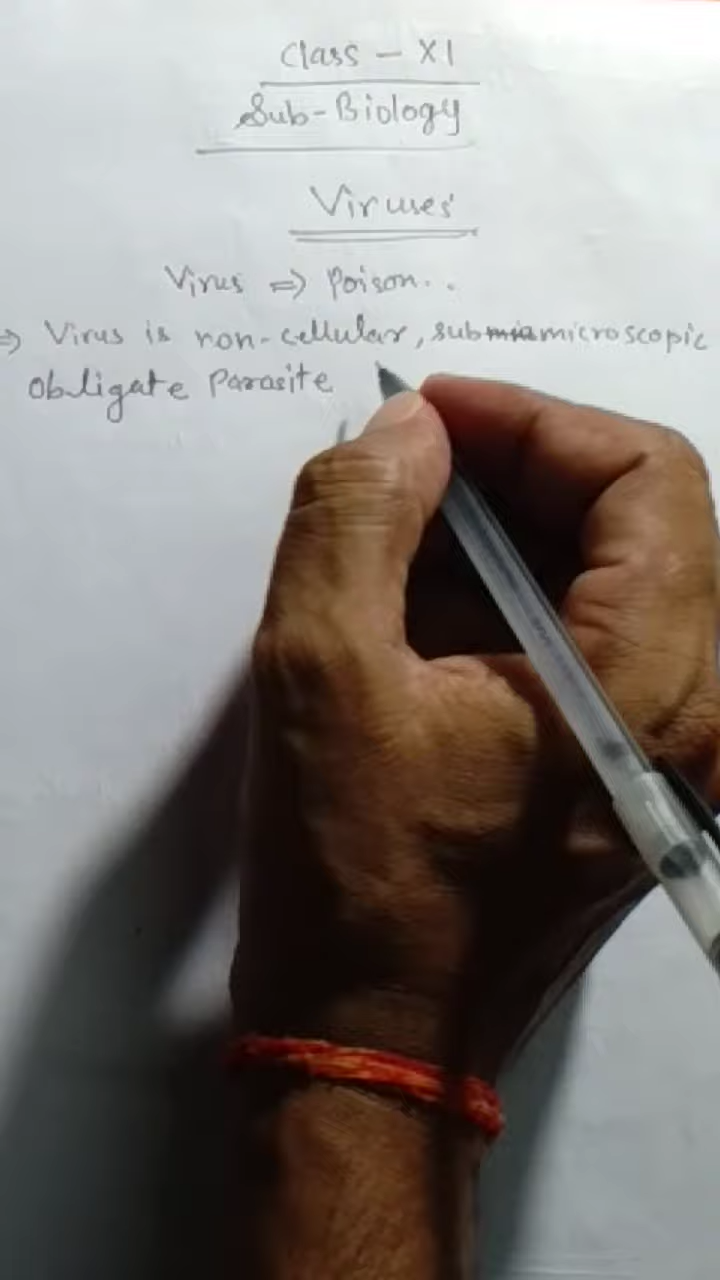 Class - XI
Sub-Biology
Viruses
Virus ⇒ Poison..
⇒ Virus is non-cellular, submicroscopic
obligate Parasite